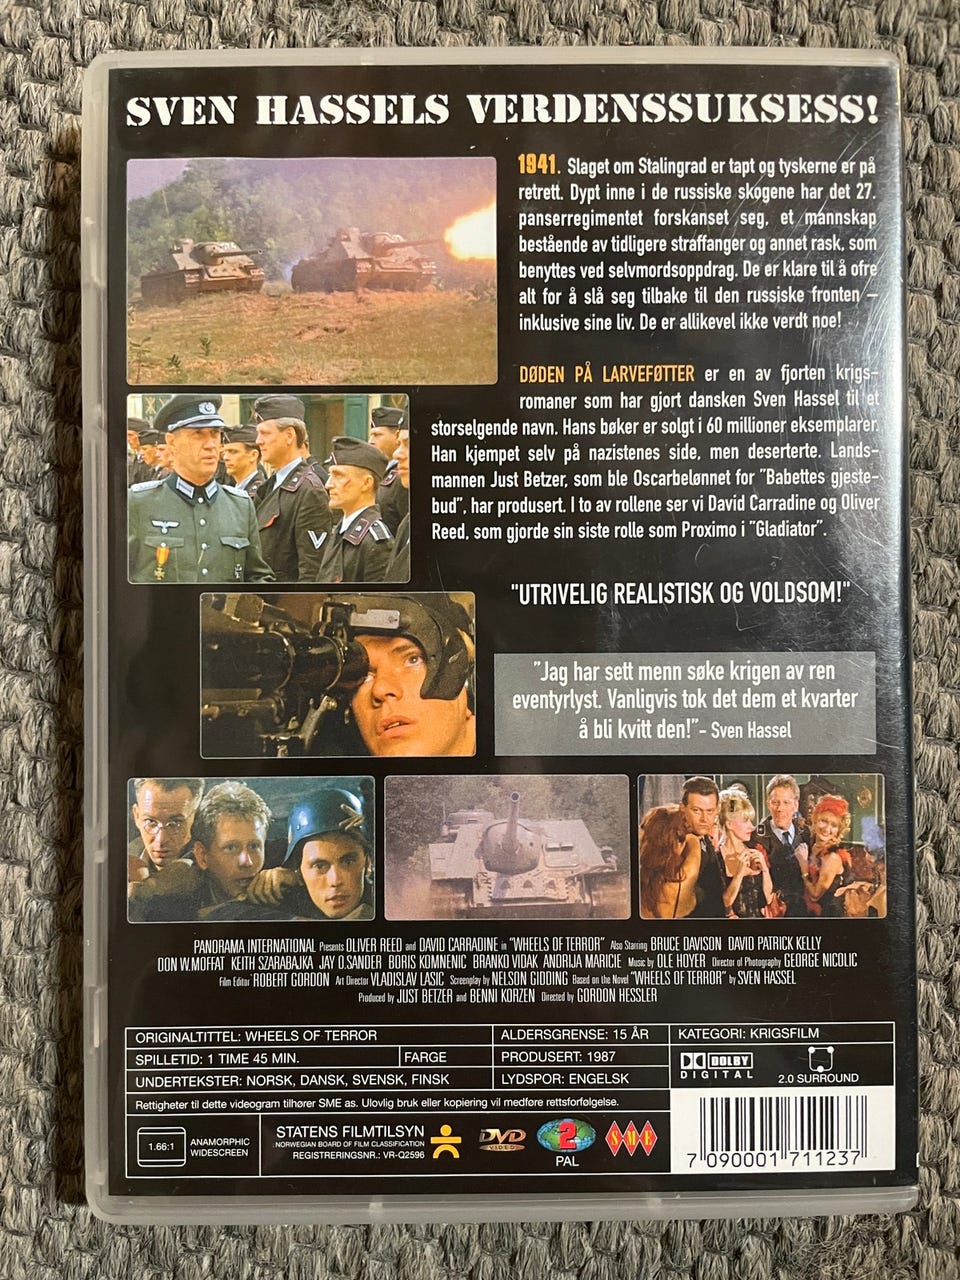 SVEN HASSELS VERDENSSUKSESS!
1941. Slaget om Stalingrad er tapt og tyskerne er på
retrett. Dypt inne i de russiske skogene har det 27.
panserregimentet forskanset seg, et mannskap
bestående av tidligere straffanger og annet rask, som
benyttes ved selvmordsoppdrag. De er klare til å ofre
alt for å slå seg tilbake til den russiske fronten –
inklusive sine liv. De er allikevel ikke verdt noe!
DØDEN PÅ LARVEFØTTER er en av fjorten krigs-
romaner som har gjort dansken Sven Hassel til et
storselgende navn. Hans bøker er solgt i 60 millioner eksemplarer.
Han kjempet selv på nazistenes side, men deserterte. Lands-
mannen Just Betzer, som ble Oscarbelønnet for "Babettes gjeste-
bud", har produsert. I to av rollene ser vi David Carradine og Oliver
Reed, som gjorde sin siste rolle som Proximo i "Gladiator".
"UTRIVELIG REALISTISK OG VOLDSOM!"
"Jag har sett menn søke krigen av ren
eventyrlyst. Vanligvis tok det dem et kvarter
å bli kvitt den!"- Sven Hassel
PANORAMA INTERNATIONAL Presents OLIVER REED and DAVID CARRADINE in "WHEELS OF TERROR" Also Starring BRUCE DAVISON DAVID PATRICK KELLY
DON W.MOFFAT KEITH SZARABAJKA JAY O.SANDER BORIS KOMNENIC BRANKO VIDAK ANDRIJA MARICIE Music by OLE HOYER Director of Photography GEORGE NICOLIC
Film Editor ROBERT GORDON Art Director VLADISLAV LASIC Screenplay by NELSON GIDDING Based on the Novel "WHEELS OF TERROR" by SVEN HASSEL
Produced by JUST BETZER and BENNI KORZEN Directed by GORDON HESSLER
ORIGINALTITTEL: WHEELS OF TERROR ALDERSGRENSE: 15 ÅR KATEGORI: KRIGSFILM
SPILLETID: 1 TIME 45 MIN. FARGE PRODUSERT: 1987
UNDERTEKSTER: NORSK, DANSK, SVENSK, FINSK LYDSPOR: ENGELSK
DOLBY
DIGITAL
2.0 SURROUND
Rettigheter til dette videogram tilhører SME as. Ulovlig bruk eller kopiering vil medføre rettsforfølgelse.
1.66:1
ANAMORPHIC
WIDESCREEN
STATENS FILMTILSYN
NORWEGIAN BOARD OF FILM CLASSIFICATION
REGISTRERINGSNR.: VR-Q2596
DVD
VIDEO
2
PAL
SME
7 090001 711237